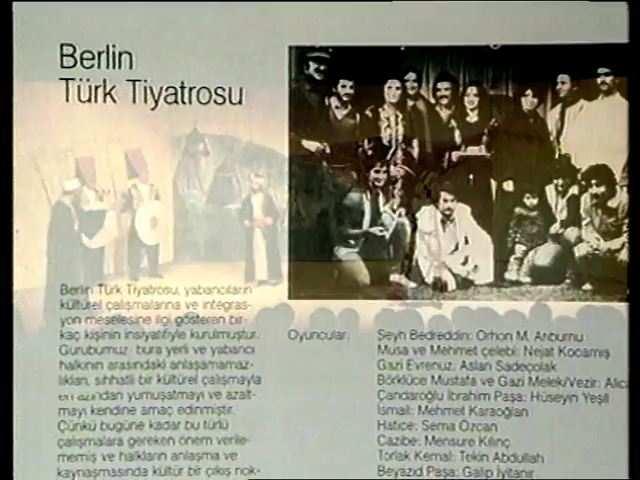 Berlin
Türk Tiyatrosu
Berlin Türk Tiyatrosu, yabancıların
kültürel çalışmalarına ve integras-
yon meselesine ilgi gösteren bir-
kaç kişinin insiyatifiyle kurulmuştur.
Gurubumuz bura yerli ve yabancı
halkının arasındaki anlaşamamaz-
lıkları, sıhhatli bir kültürel çalışmayla
yumuşatmayı ve azalt-
mayı kendine amaç edinmiştir.
Çünkü bugüne kadar bu türlü
çalışmalara gereken önem verile-
memiş ve halkların anlaşma ve
kaynaşmasında kültür bir çıkış nok-
Oyuncular:
Şeyh Bedreddin: Orhon M. Arıburnu
Musa ve Mehmet çelebi: Nejat Kocamış
Gazi Evrenuz: Aslan Sadeçolak
Börklüce Mustafa ve Gazi Melek/Vezir: Alic
Çandaroğlu İbrahim Paşa: Hüseyin Yeşil
İsmail: Mehmet Karaoğlan
Hatice: Sema Özcan
Cazibe: Mensure Kılınç
Torlak Kemal: Tekin Abdullah
Beyazıd Paşa: Galip İyitanır